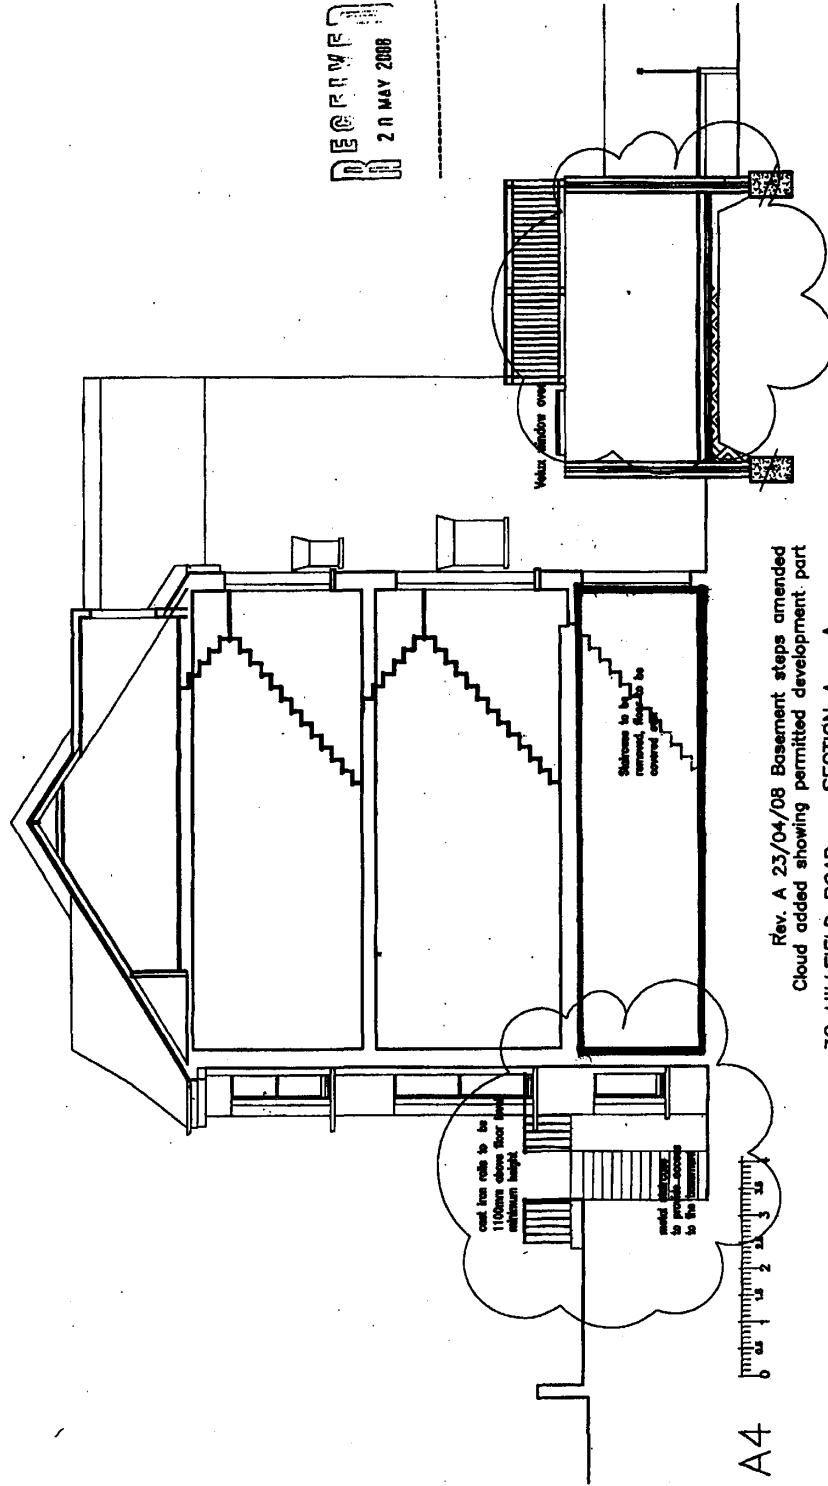 RECEIVED
20 MAY 2008
Velux window over
Staircase to be
removed, floor to be
covered
cast iron rails to be
1100mm above floor level
minimum height
metal staircase
to provide access
to the basement
0 0.5 1 1.5 2 2.5 3 3.5 4
A4
Rev. A 23/04/08 Basement steps amended
Cloud added showing permitted development part
SECTION A - A